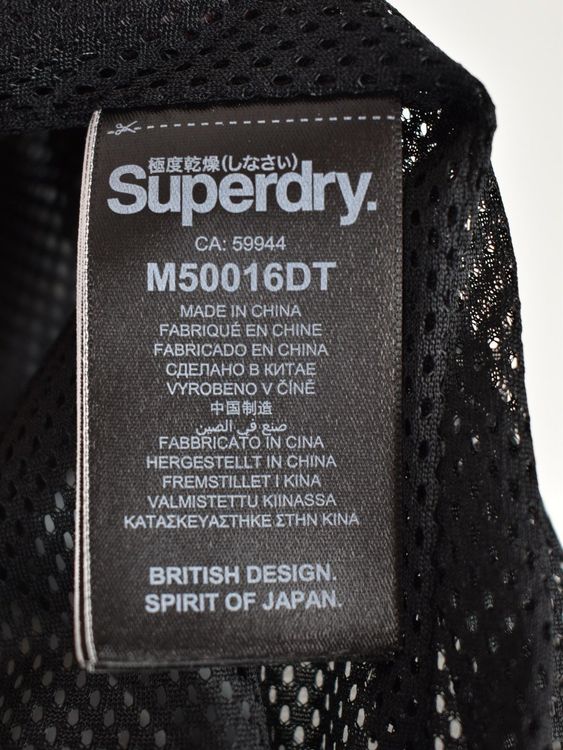 極度乾燥(しなさい)
Superdry.
CA: 59944
M50016DT
MADE IN CHINA
FABRIQUÉ EN CHINE
FABRICADO EN CHINA
СДЕЛАНО В КИТАЕ
VYROBENO V ČÍNĚ
中国制造
صنع في الصين
FABBRICATO IN CINA
HERGESTELLT IN CHINA
FREMSTILLET I KINA
VALMISTETTU KIINASSA
ΚΑΤΑΣΚΕΥΑΣΤΗΚΕ ΣΤΗΝ ΚΙΝΑ
BRITISH DESIGN.
SPIRIT OF JAPAN.